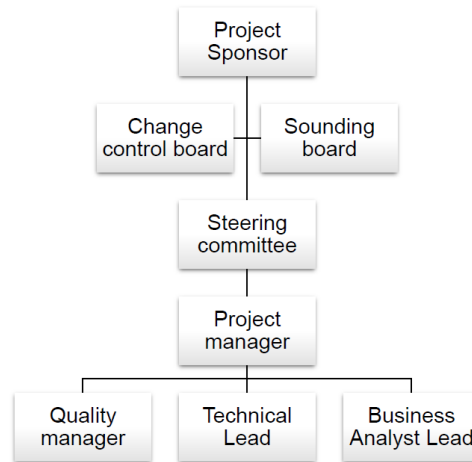 Project
Sponsor
Change
control board
Sounding
board
Steering
committee
Project
manager
Quality
manager
Technical
Lead
Business
Analyst Lead